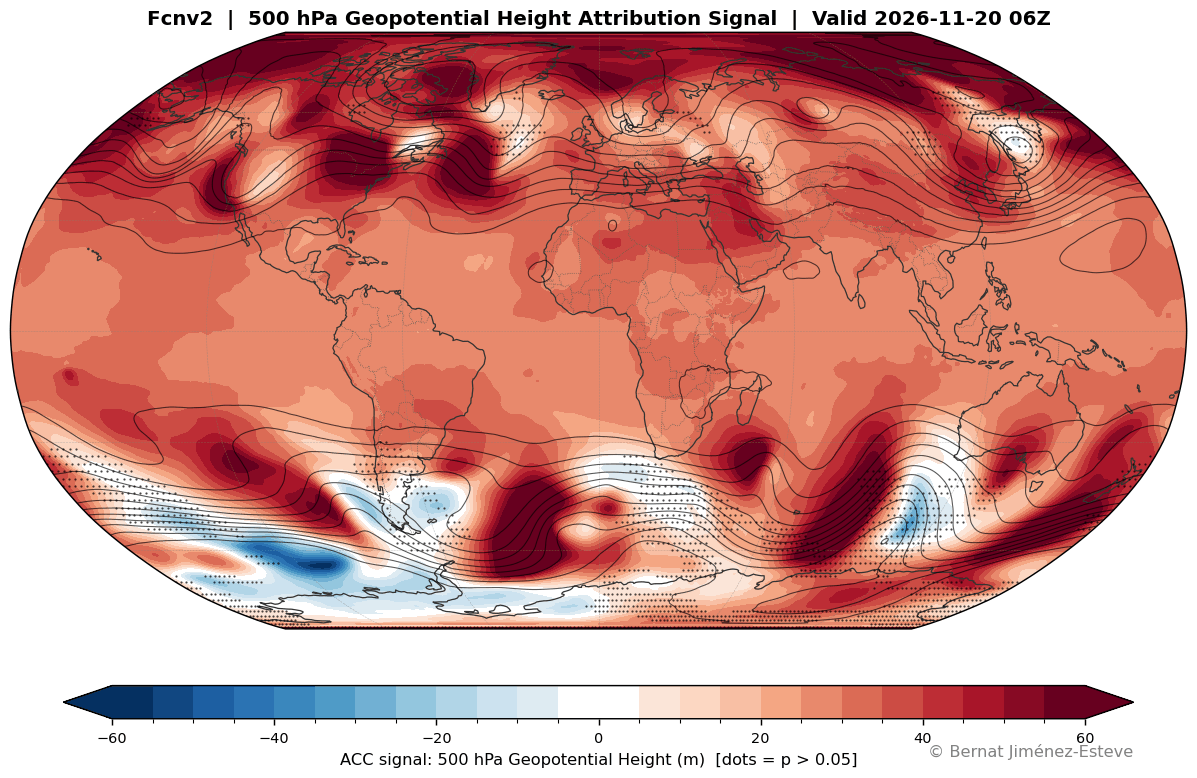 Fcnv2 | 500 hPa Geopotential Height Attribution Signal | Valid 2026-11-20 06Z
−60 −40 −20 0 20 40 60
ACC signal: 500 hPa Geopotential Height (m) [dots = p > 0.05]
© Bernat Jiménez-Esteve